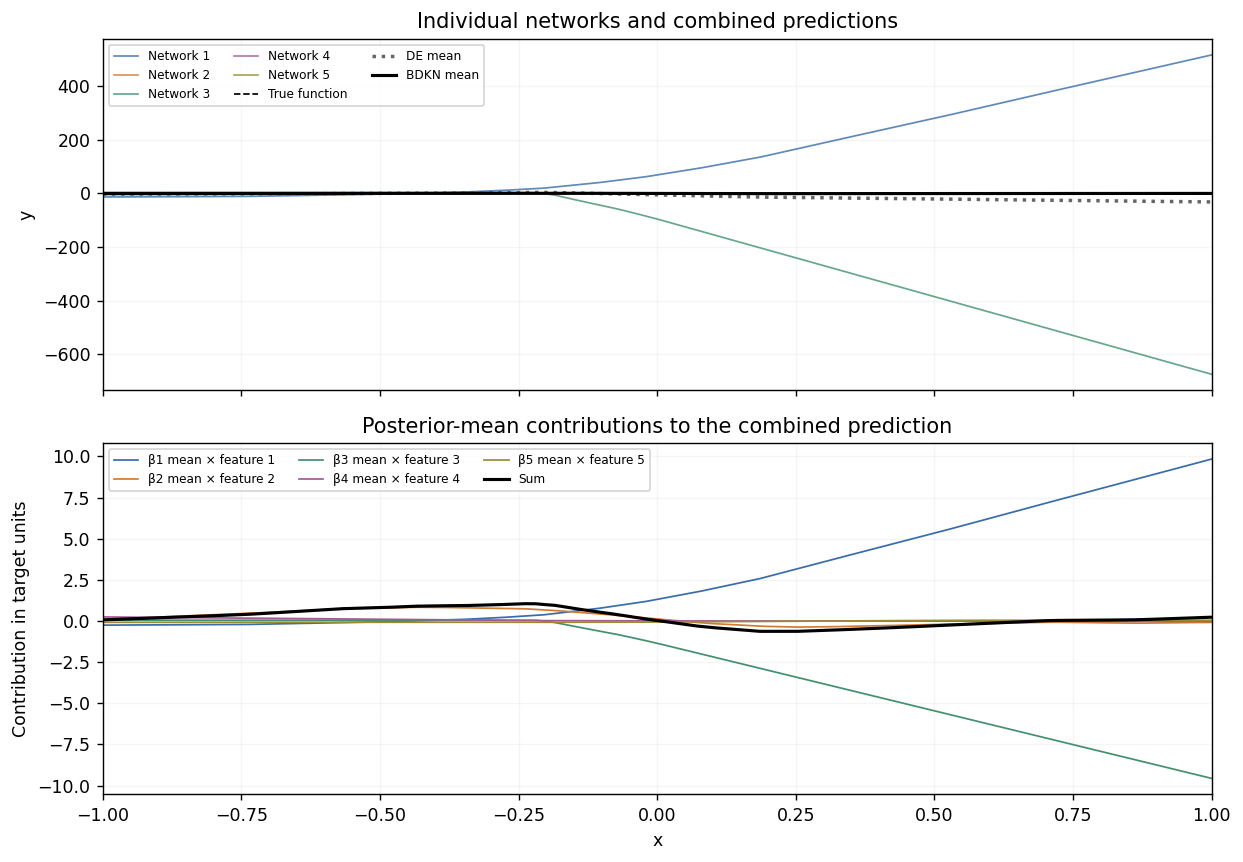 Individual networks and combined predictions
Network 1
Network 2
Network 3
Network 4
Network 5
True function
DE mean
BDKN mean
400
200
0
−200
−400
−600
y
Posterior-mean contributions to the combined prediction
β1 mean × feature 1
β2 mean × feature 2
β3 mean × feature 3
β4 mean × feature 4
β5 mean × feature 5
Sum
10.0
7.5
5.0
2.5
0.0
−2.5
−5.0
−7.5
−10.0
Contribution in target units
−1.00 −0.75 −0.50 −0.25 0.00 0.25 0.50 0.75 1.00
x